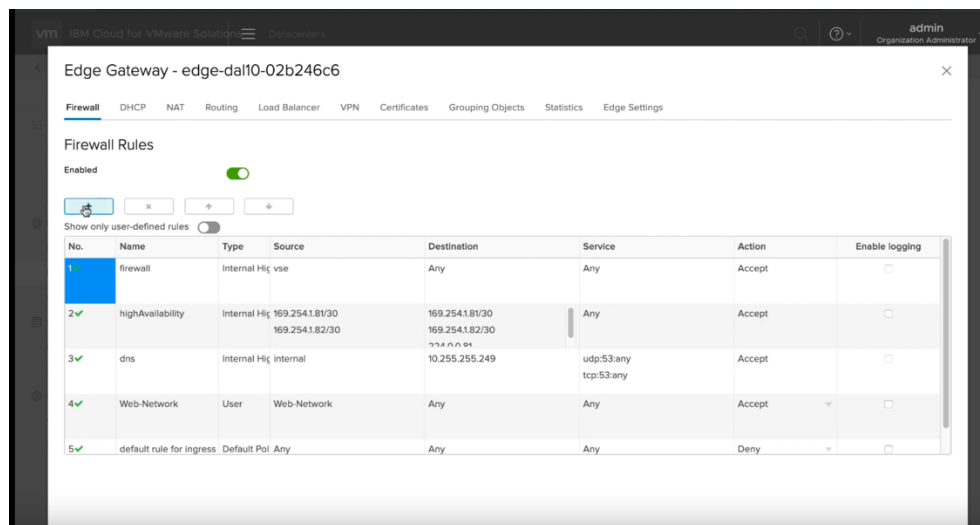 vm IBM Cloud for VMware Solutions Datacenters admin
Organization Administrator
Edge Gateway - edge-dal10-02b246c6
Firewall DHCP NAT Routing Load Balancer VPN Certificates Grouping Objects Statistics Edge Settings
Firewall Rules
Enabled
Show only user-defined rules
No. Name Type Source Destination Service Action Enable logging
1 firewall Internal Hig vse Any Any Accept
2 highAvailability Internal Hig 169.254.1.81/30 169.254.1.81/30 Any Accept
169.254.1.82/30 169.254.1.82/30
224.0.0.81
3 dns Internal Hig internal 10.255.255.249 udp:53:any Accept
tcp:53:any
4 Web-Network User Web-Network Any Any Accept
5 default rule for ingress Default Pol Any Any Any Deny